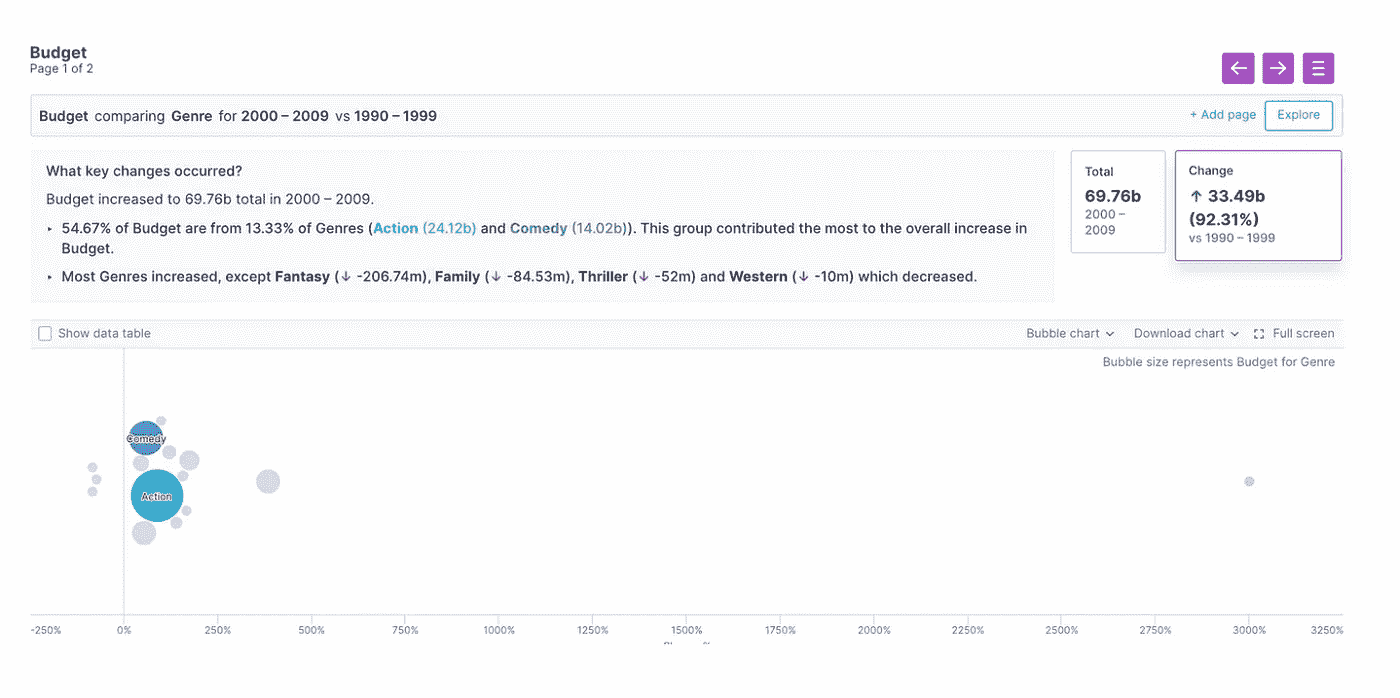 Budget
Page 1 of 2
Budget comparing Genre for 2000 – 2009 vs 1990 – 1999
+ Add page
Explore
What key changes occurred?
Budget increased to 69.76b total in 2000 – 2009.
‣ 54.67% of Budget are from 13.33% of Genres (Action (24.12b) and Comedy (14.02b)). This group contributed the most to the overall increase in
Budget.
‣ Most Genres increased, except Fantasy (↓ -206.74m), Family (↓ -84.53m), Thriller (↓ -52m) and Western (↓ -10m) which decreased.
Total
69.76b
2000 –
2009
Change
↑ 33.49b
(92.31%)
vs 1990 – 1999
Show data table
Bubble chart
Download chart
Full screen
Bubble size represents Budget for Genre
Comedy
Action
-250% 0% 250% 500% 750% 1000% 1250% 1500% 1750% 2000% 2250% 2500% 2750% 3000% 3250%